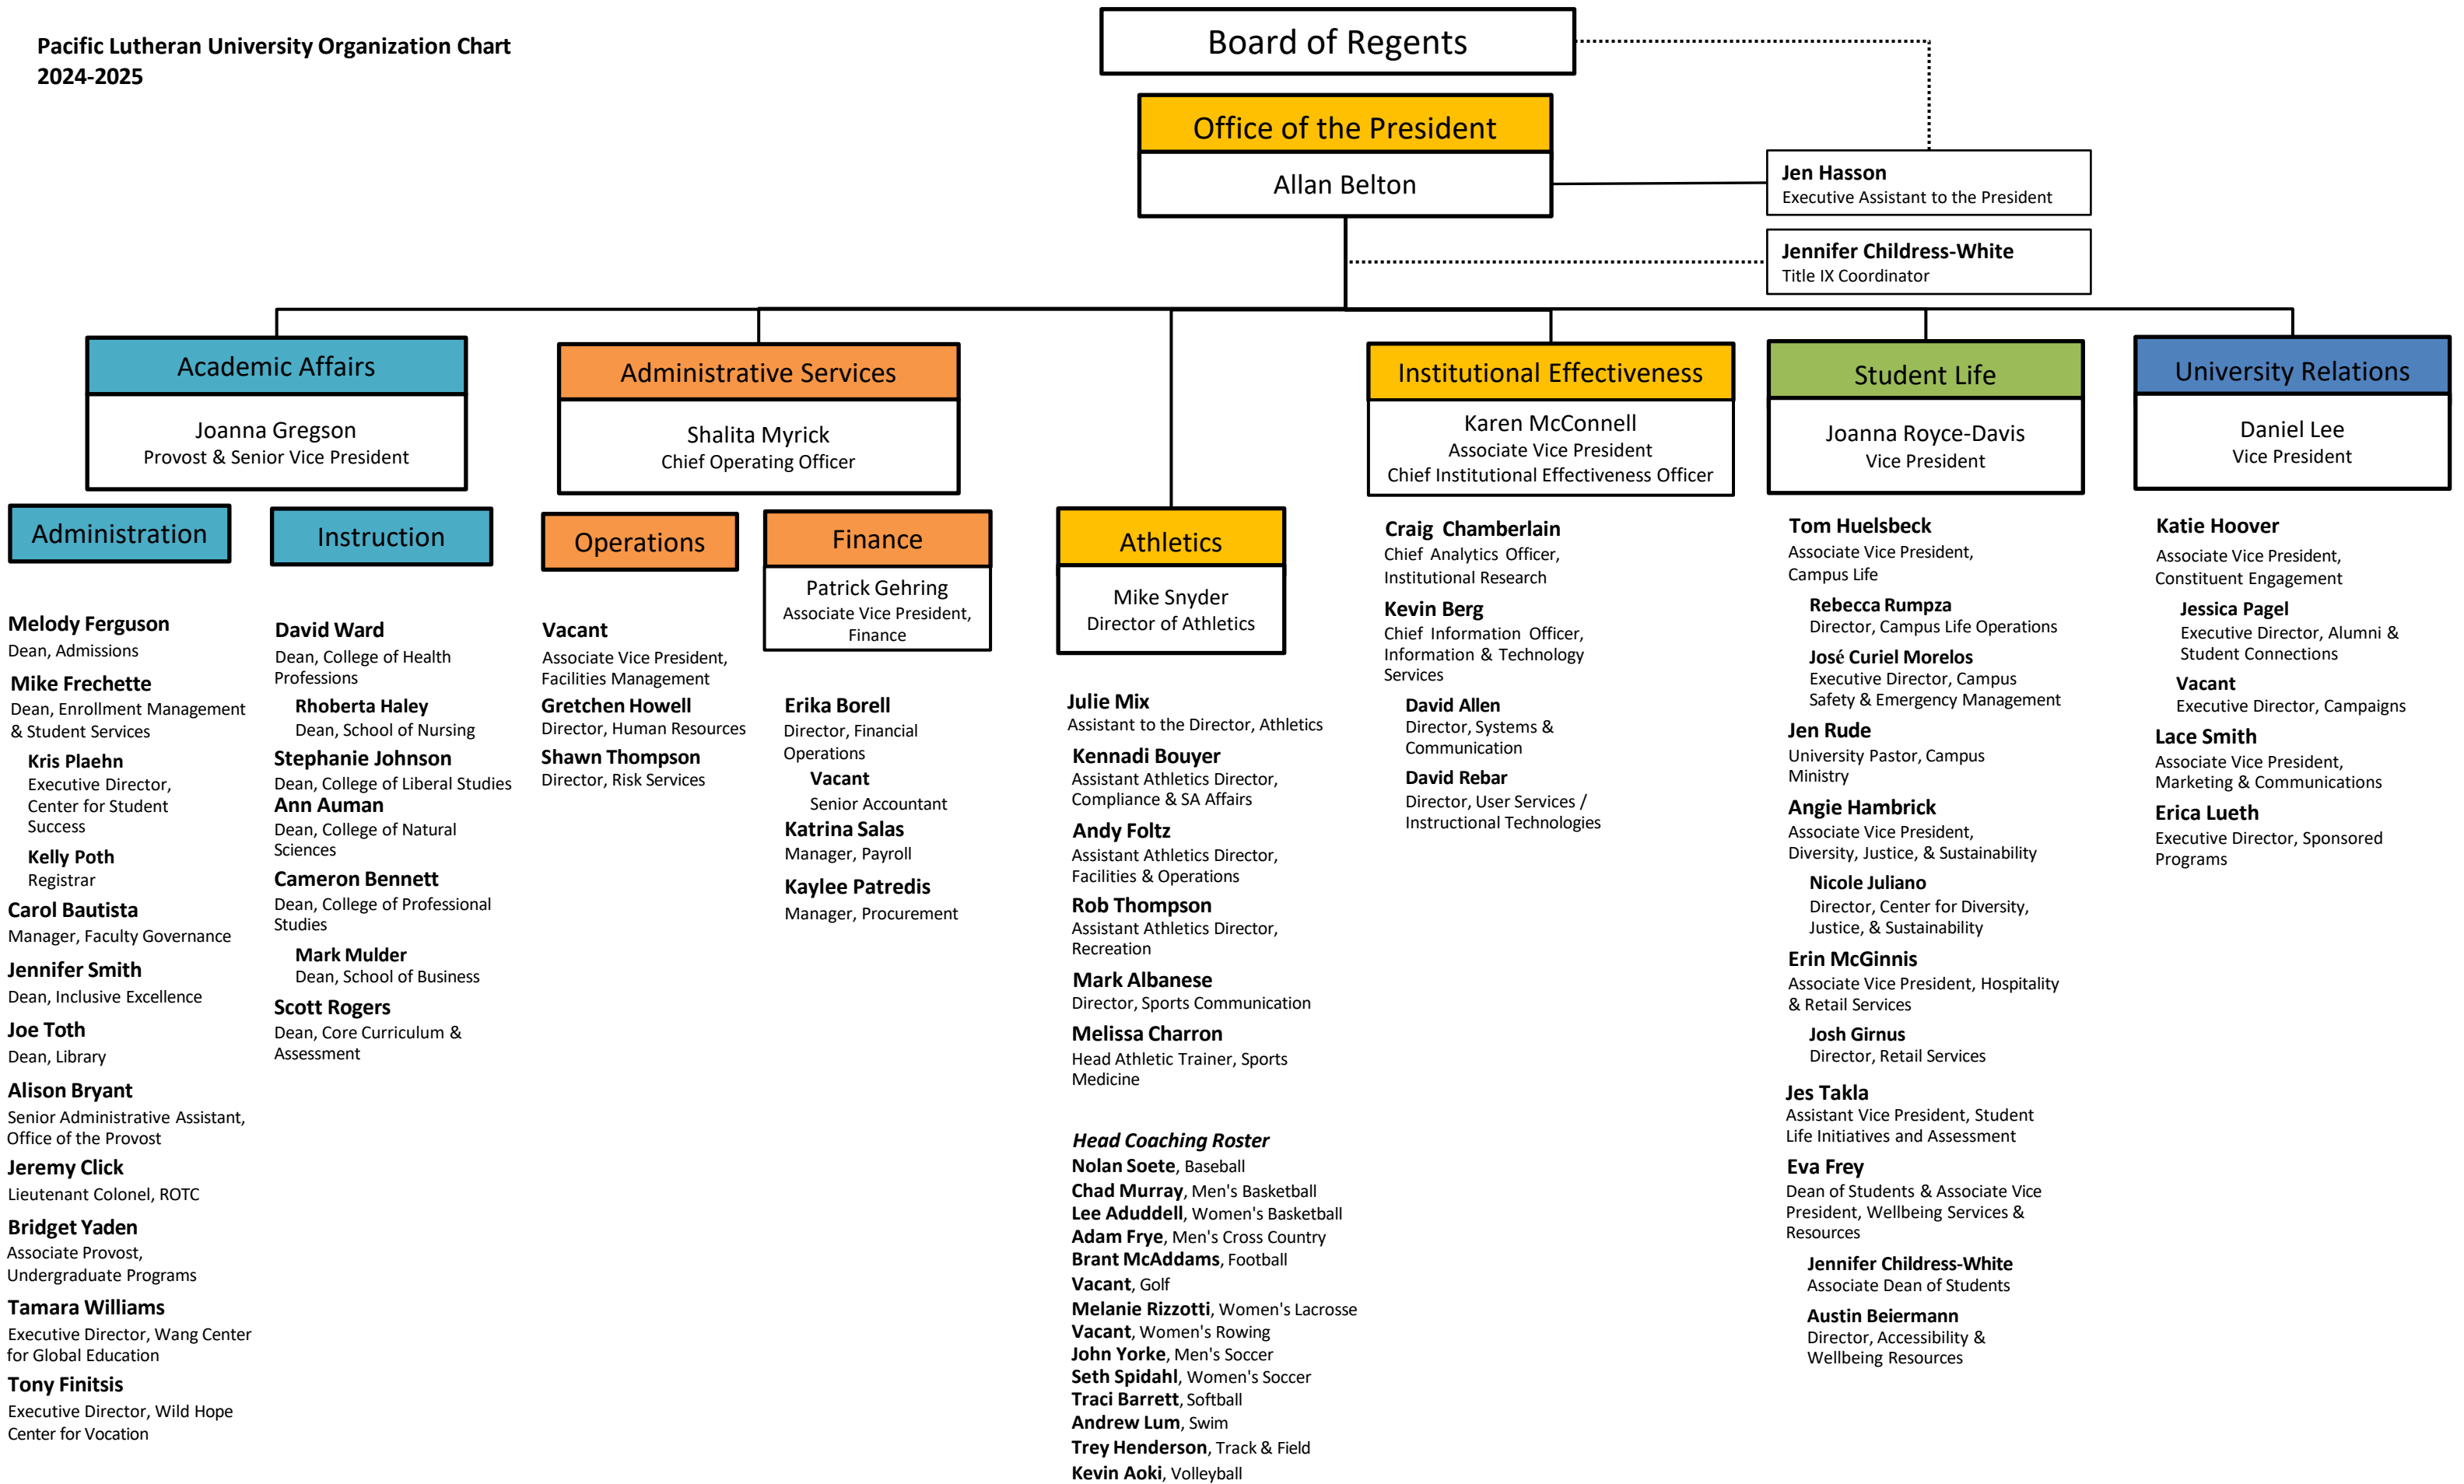 Pacific Lutheran University Organization Chart
2024-2025
Board of Regents
Office of the President
Allan Belton
Jen Hasson
Executive Assistant to the President
Jennifer Childress-White
Title IX Coordinator
Academic Affairs
Joanna Gregson
Provost & Senior Vice President
Administration
Melody Ferguson
Dean, Admissions
Mike Frechette
Dean, Enrollment Management
& Student Services
Kris Plaehn
Executive Director,
Center for Student
Success
Kelly Poth
Registrar
Carol Bautista
Manager, Faculty Governance
Jennifer Smith
Dean, Inclusive Excellence
Joe Toth
Dean, Library
Alison Bryant
Senior Administrative Assistant,
Office of the Provost
Jeremy Click
Lieutenant Colonel, ROTC
Bridget Yaden
Associate Provost,
Undergraduate Programs
Tamara Williams
Executive Director, Wang Center
for Global Education
Tony Finitsis
Executive Director, Wild Hope
Center for Vocation
Instruction
David Ward
Dean, College of Health
Professions
Rhoberta Haley
Dean, School of Nursing
Stephanie Johnson
Dean, College of Liberal Studies
Ann Auman
Dean, College of Natural
Sciences
Cameron Bennett
Dean, College of Professional
Studies
Mark Mulder
Dean, School of Business
Scott Rogers
Dean, Core Curriculum &
Assessment
Administrative Services
Shalita Myrick
Chief Operating Officer
Operations
Vacant
Associate Vice President,
Facilities Management
Gretchen Howell
Director, Human Resources
Shawn Thompson
Director, Risk Services
Finance
Patrick Gehring
Associate Vice President,
Finance
Erika Borell
Director, Financial
Operations
Vacant
Senior Accountant
Katrina Salas
Manager, Payroll
Kaylee Patredis
Manager, Procurement
Athletics
Mike Snyder
Director of Athletics
Julie Mix
Assistant to the Director, Athletics
Kennadi Bouyer
Assistant Athletics Director,
Compliance & SA Affairs
Andy Foltz
Assistant Athletics Director,
Facilities & Operations
Rob Thompson
Assistant Athletics Director,
Recreation
Mark Albanese
Director, Sports Communication
Melissa Charron
Head Athletic Trainer, Sports
Medicine
Head Coaching Roster
Nolan Soete, Baseball
Chad Murray, Men's Basketball
Lee Aduddell, Women's Basketball
Adam Frye, Men's Cross Country
Brant McAddams, Football
Vacant, Golf
Melanie Rizzotti, Women's Lacrosse
Vacant, Women's Rowing
John Yorke, Men's Soccer
Seth Spidahl, Women's Soccer
Traci Barrett, Softball
Andrew Lum, Swim
Trey Henderson, Track & Field
Kevin Aoki, Volleyball
Institutional Effectiveness
Karen McConnell
Associate Vice President
Chief Institutional Effectiveness Officer
Craig Chamberlain
Chief Analytics Officer,
Institutional Research
Kevin Berg
Chief Information Officer,
Information & Technology
Services
David Allen
Director, Systems &
Communication
David Rebar
Director, User Services /
Instructional Technologies
Student Life
Joanna Royce-Davis
Vice President
Tom Huelsbeck
Associate Vice President,
Campus Life
Rebecca Rumpza
Director, Campus Life Operations
José Curiel Morelos
Executive Director, Campus
Safety & Emergency Management
Jen Rude
University Pastor, Campus
Ministry
Angie Hambrick
Associate Vice President,
Diversity, Justice, & Sustainability
Nicole Juliano
Director, Center for Diversity,
Justice, & Sustainability
Erin McGinnis
Associate Vice President, Hospitality
& Retail Services
Josh Girnus
Director, Retail Services
Jes Takla
Assistant Vice President, Student
Life Initiatives and Assessment
Eva Frey
Dean of Students & Associate Vice
President, Wellbeing Services &
Resources
Jennifer Childress-White
Associate Dean of Students
Austin Beiermann
Director, Accessibility &
Wellbeing Resources
University Relations
Daniel Lee
Vice President
Katie Hoover
Associate Vice President,
Constituent Engagement
Jessica Pagel
Executive Director, Alumni &
Student Connections
Vacant
Executive Director, Campaigns
Lace Smith
Associate Vice President,
Marketing & Communications
Erica Lueth
Executive Director, Sponsored
Programs